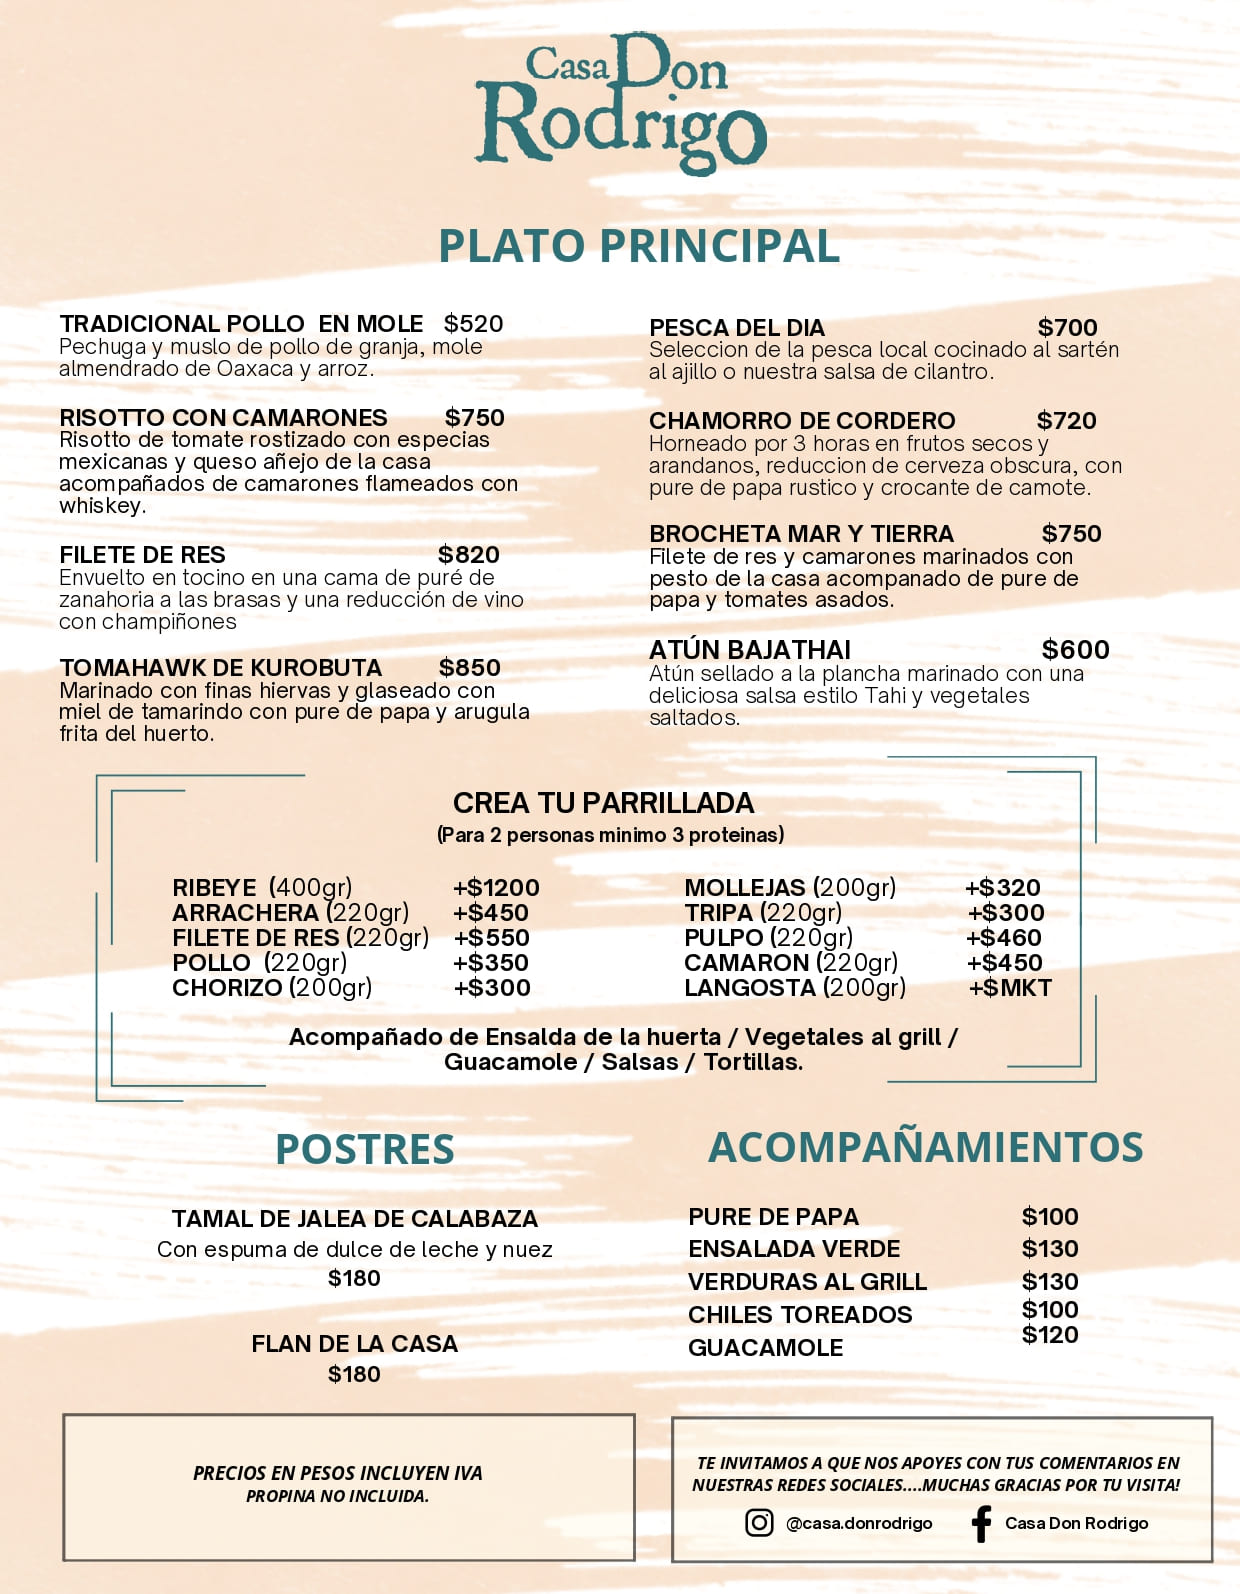 Casa Don
Rodrigo
PLATO PRINCIPAL
TRADICIONAL POLLO EN MOLE $520
Pechuga y muslo de pollo de granja, mole
almendrado de Oaxaca y arroz.
RISOTTO CON CAMARONES $750
Risotto de tomate rostizado con especias
mexicanas y queso añejo de la casa
acompañados de camarones flameados con
whiskey.
FILETE DE RES $820
Envuelto en tocino en una cama de puré de
zanahoria a las brasas y una reducción de vino
con champiñones
TOMAHAWK DE KUROBUTA $850
Marinado con finas hiervas y glaseado con
miel de tamarindo con pure de papa y arugula
frita del huerto.
PESCA DEL DIA $700
Seleccion de la pesca local cocinado al sartén
al ajillo o nuestra salsa de cilantro.
CHAMORRO DE CORDERO $720
Horneado por 3 horas en frutos secos y
arandanos, reduccion de cerveza obscura, con
pure de papa rustico y crocante de camote.
BROCHETA MAR Y TIERRA $750
Filete de res y camarones marinados con
pesto de la casa acompanado de pure de
papa y tomates asados.
ATÚN BAJATHAI $600
Atún sellado a la plancha marinado con una
deliciosa salsa estilo Tahi y vegetales
saltados.
CREA TU PARRILLADA
(Para 2 personas minimo 3 proteinas)
RIBEYE (400gr) +$1200
ARRACHERA (220gr) +$450
FILETE DE RES (220gr) +$550
POLLO (220gr) +$350
CHORIZO (200gr) +$300
MOLLEJAS (200gr) +$320
TRIPA (220gr) +$300
PULPO (220gr) +$460
CAMARON (220gr) +$450
LANGOSTA (200gr) +$MKT
Acompañado de Ensalda de la huerta / Vegetales al grill /
Guacamole / Salsas / Tortillas.
POSTRES
TAMAL DE JALEA DE CALABAZA
Con espuma de dulce de leche y nuez
$180
FLAN DE LA CASA
$180
ACOMPAÑAMIENTOS
PURE DE PAPA $100
ENSALADA VERDE $130
VERDURAS AL GRILL $130
CHILES TOREADOS $100
GUACAMOLE $120
PRECIOS EN PESOS INCLUYEN IVA
PROPINA NO INCLUIDA.
TE INVITAMOS A QUE NOS APOYES CON TUS COMENTARIOS EN
NUESTRAS REDES SOCIALES....MUCHAS GRACIAS POR TU VISITA!
@casa.donrodrigo Casa Don Rodrigo